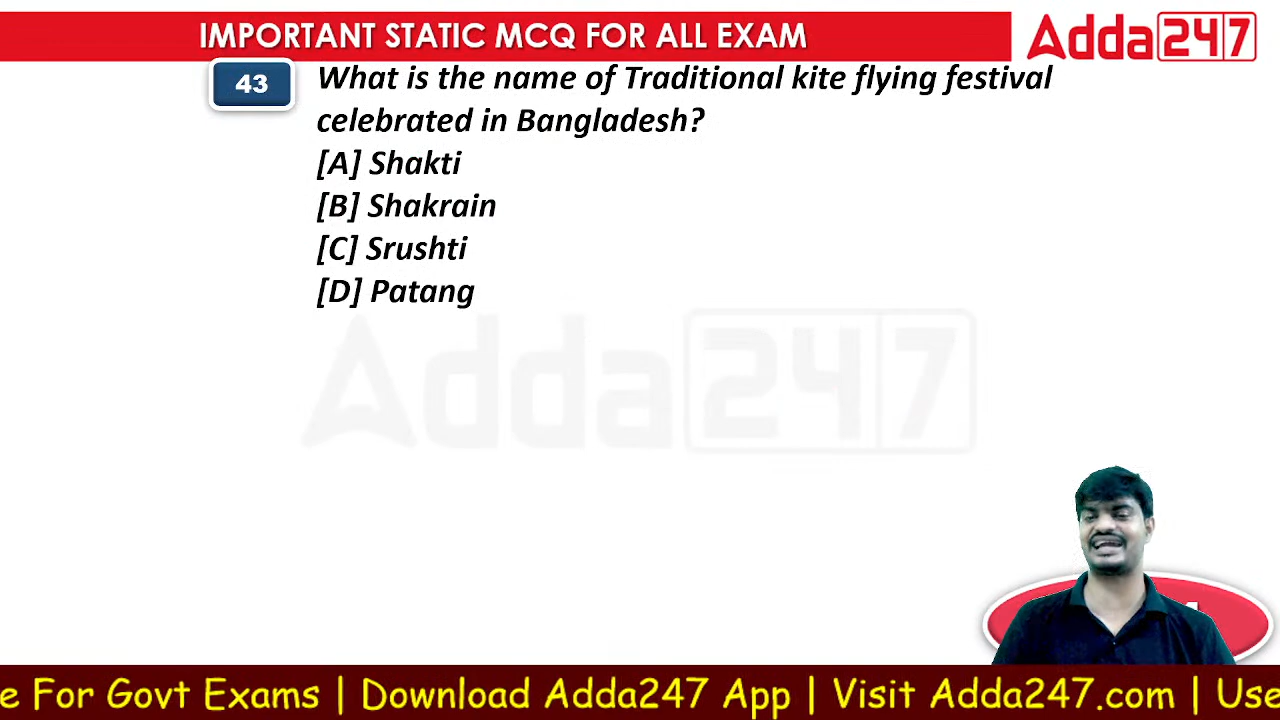 IMPORTANT STATIC MCQ FOR ALL EXAM
Adda247
43
What is the name of Traditional kite flying festival
celebrated in Bangladesh?
[A] Shakti
[B] Shakrain
[C] Srushti
[D] Patang
Adda247
e For Govt Exams | Download Adda247 App | Visit Adda247.com | Use